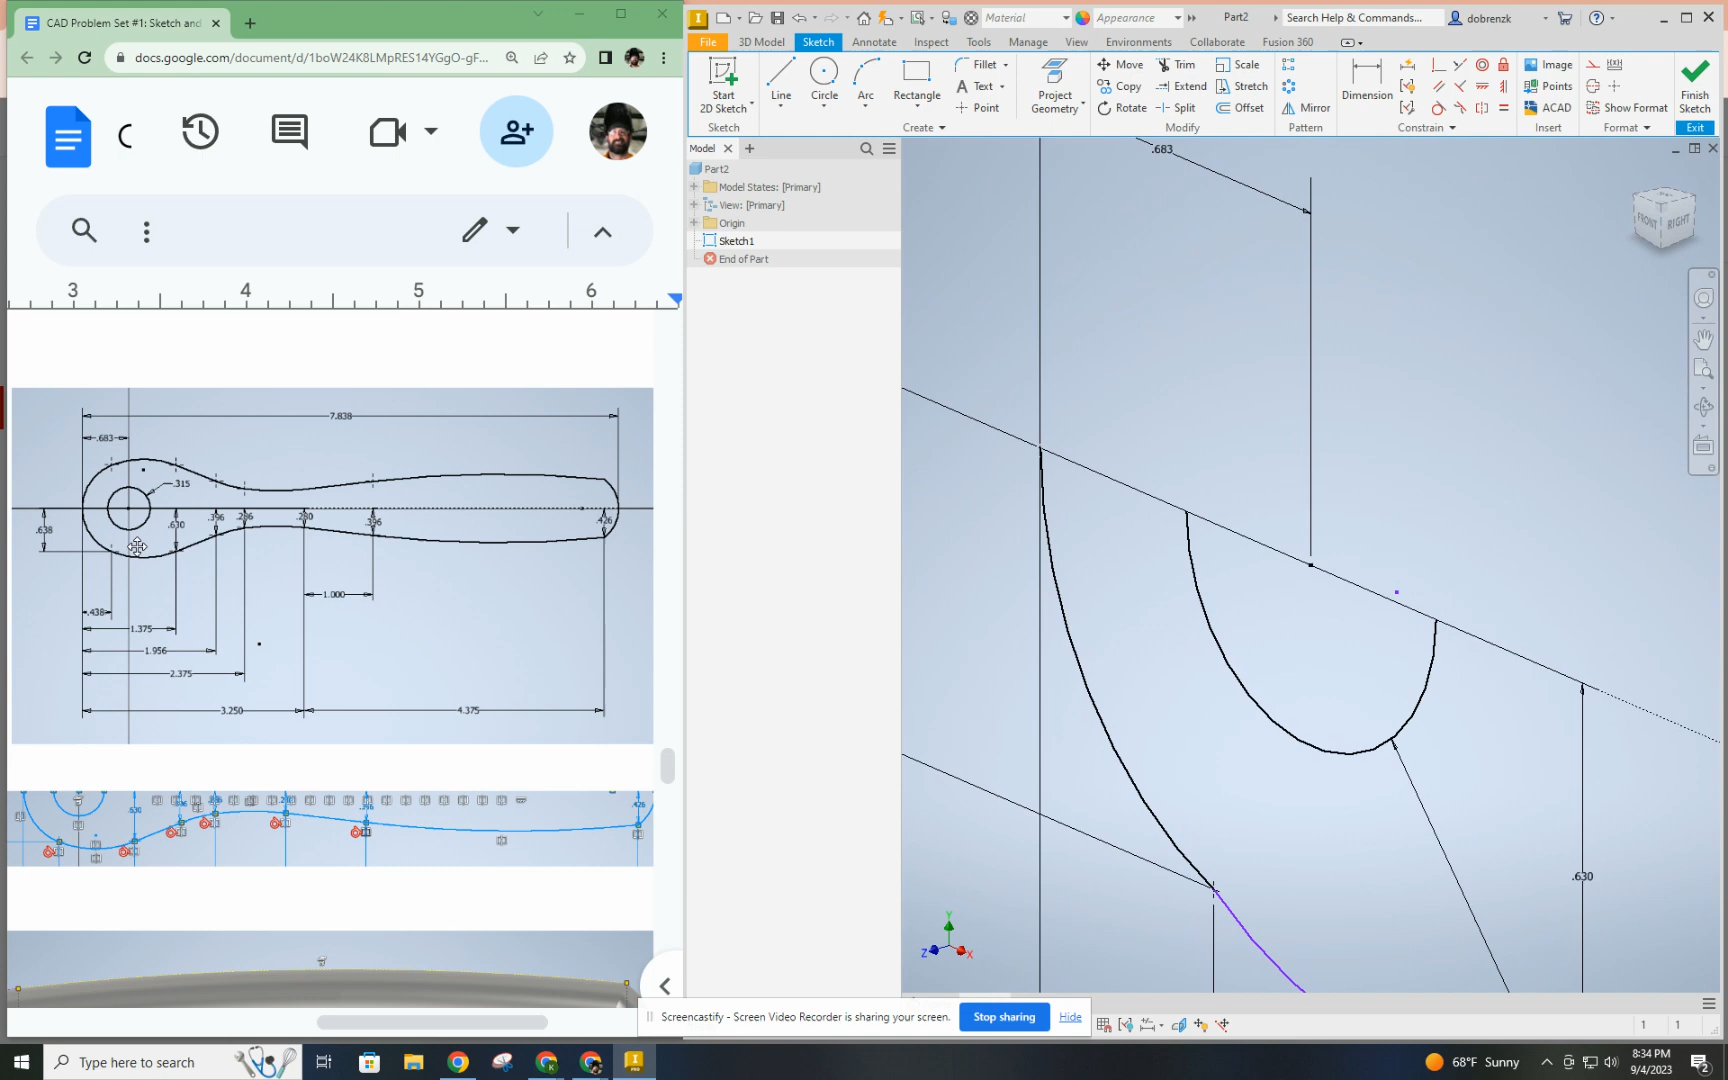 CAD Problem Set #1: Sketch and
docs.google.com/document/d/1boW24K8LMpRES14YGgO-gF...
3 4 5 6
7.838
.683
.315
.638
.630
.396
.286
.280
.396
.426
1.000
.438
1.375
1.956
2.375
3.250
4.375
.630
.426
Material
Appearance
Part2
Search Help & Commands...
dobrenzk
File
3D Model
Sketch
Annotate
Inspect
Tools
Manage
View
Environments
Collaborate
Fusion 360
Start
2D Sketch
Line
Circle
Arc
Rectangle
Fillet
Text
Point
Project
Geometry
Move
Copy
Rotate
Trim
Extend
Split
Scale
Stretch
Offset
Mirror
Dimension
Image
Points
ACAD
Show Format
Finish
Sketch
Sketch
Create
Modify
Pattern
Constrain
Insert
Format
Exit
Model
Part2
Model States: [Primary]
View: [Primary]
Origin
Sketch1
End of Part
.683
FRONT
RIGHT
.630
Y
Z
X
PRO
Screencastify - Screen Video Recorder is sharing your screen.
Stop sharing
Hide
1 1
Type here to search
68°F Sunny
8:34 PM
9/4/2023
2